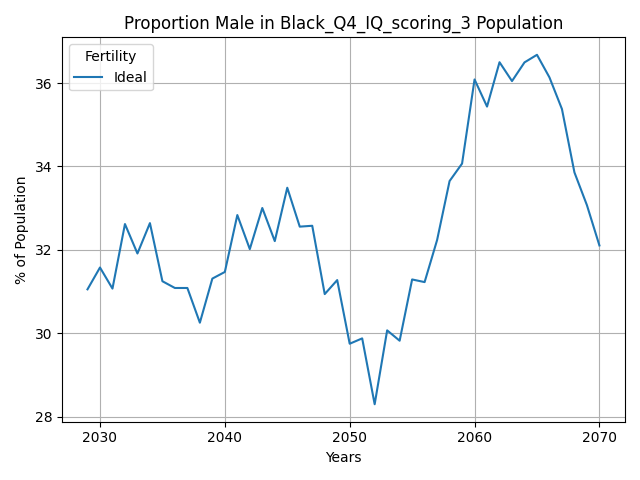 Proportion Male in Black_Q4_IQ_scoring_3 Population
Fertility
Ideal
% of Population
36
34
32
30
28
2030 2040 2050 2060 2070
Years